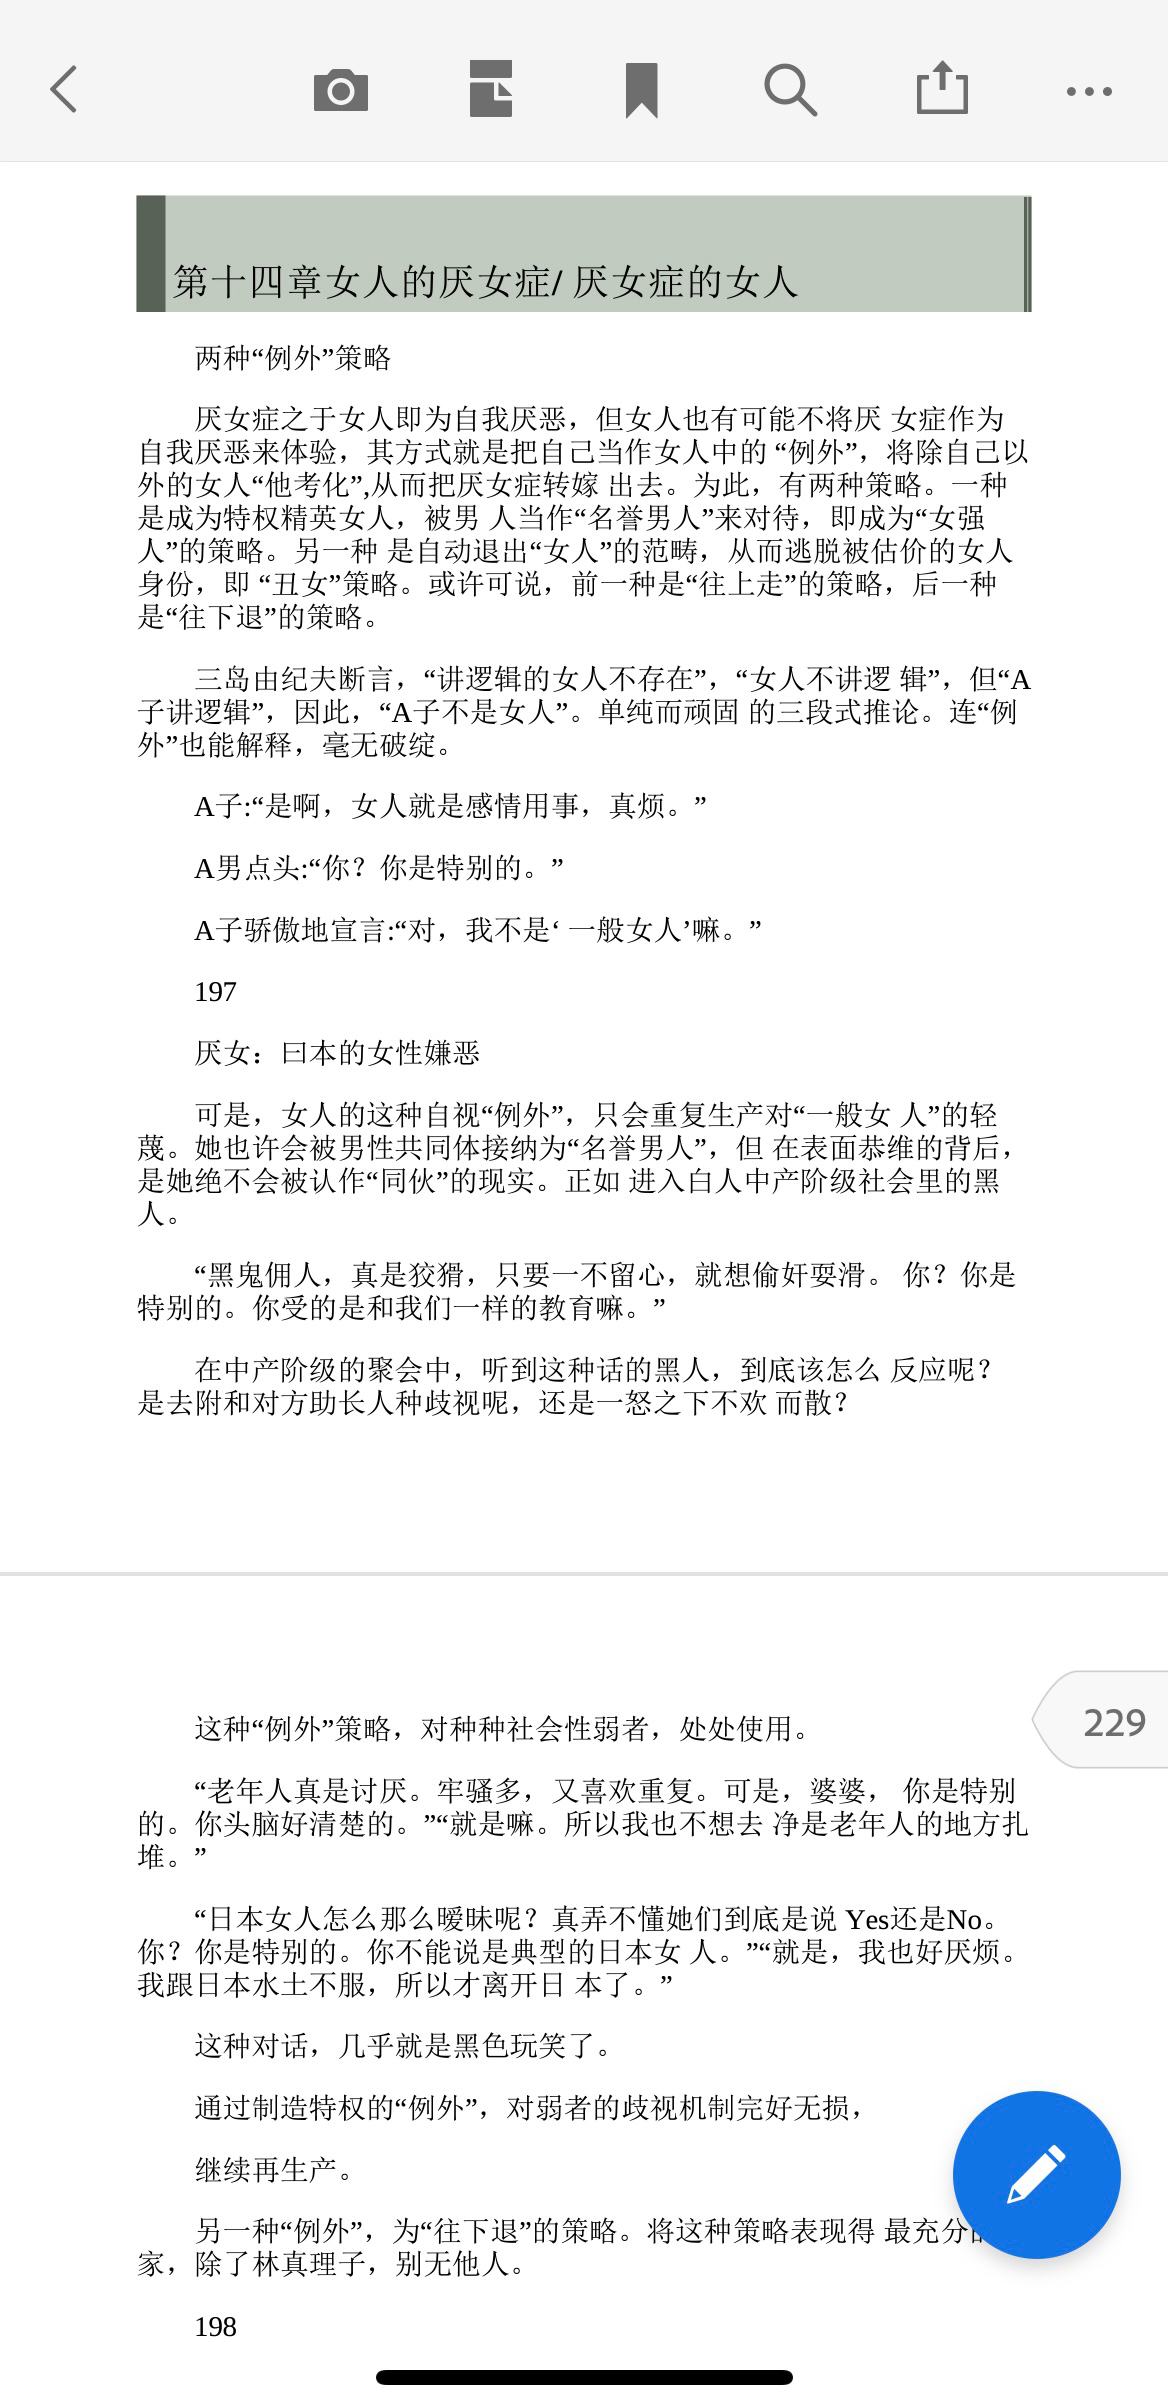 第十四章女人的厌女症/ 厌女症的女人
两种“例外”策略
厌女症之于女人即为自我厌恶，但女人也有可能不将厌 女症作为
自我厌恶来体验，其方式就是把自己当作女人中的 “例外”，将除自己以
外的女人“他考化”,从而把厌女症转嫁 出去。为此，有两种策略。一种
是成为特权精英女人，被男 人当作“名誉男人”来对待，即成为“女强
人”的策略。另一种 是自动退出“女人”的范畴，从而逃脱被估价的女人
身份，即 “丑女”策略。或许可说，前一种是“往上走”的策略，后一种
是“往下退”的策略。
三岛由纪夫断言，“讲逻辑的女人不存在”，“女人不讲逻 辑”，但“A
子讲逻辑”，因此，“A子不是女人”。单纯而顽固 的三段式推论。连“例
外”也能解释，毫无破绽。
A子:“是啊，女人就是感情用事，真烦。”
A男点头:“你？你是特别的。”
A子骄傲地宣言:“对，我不是‘ 一般女人’嘛。”
197
厌女：曰本的女性嫌恶
可是，女人的这种自视“例外”，只会重复生产对“一般女 人”的轻
蔑。她也许会被男性共同体接纳为“名誉男人”，但 在表面恭维的背后，
是她绝不会被认作“同伙”的现实。正如 进入白人中产阶级社会里的黑
人。
“黑鬼佣人，真是狡猾，只要一不留心，就想偷奸耍滑。 你？你是
特别的。你受的是和我们一样的教育嘛。”
在中产阶级的聚会中，听到这种话的黑人，到底该怎么 反应呢？
是去附和对方助长人种歧视呢，还是一怒之下不欢 而散？
这种“例外”策略，对种种社会性弱者，处处使用。
229
“老年人真是讨厌。牢骚多，又喜欢重复。可是，婆婆， 你是特别
的。你头脑好清楚的。”“就是嘛。所以我也不想去 净是老年人的地方扎
堆。”
“日本女人怎么那么暧昧呢？真弄不懂她们到底是说 Yes还是No。
你？你是特别的。你不能说是典型的日本女 人。”“就是，我也好厌烦。
我跟日本水土不服，所以才离开日 本了。”
这种对话，几乎就是黑色玩笑了。
通过制造特权的“例外”，对弱者的歧视机制完好无损，
继续再生产。
另一种“例外”，为“往下退”的策略。将这种策略表现得 最充分
家，除了林真理子，别无他人。
198